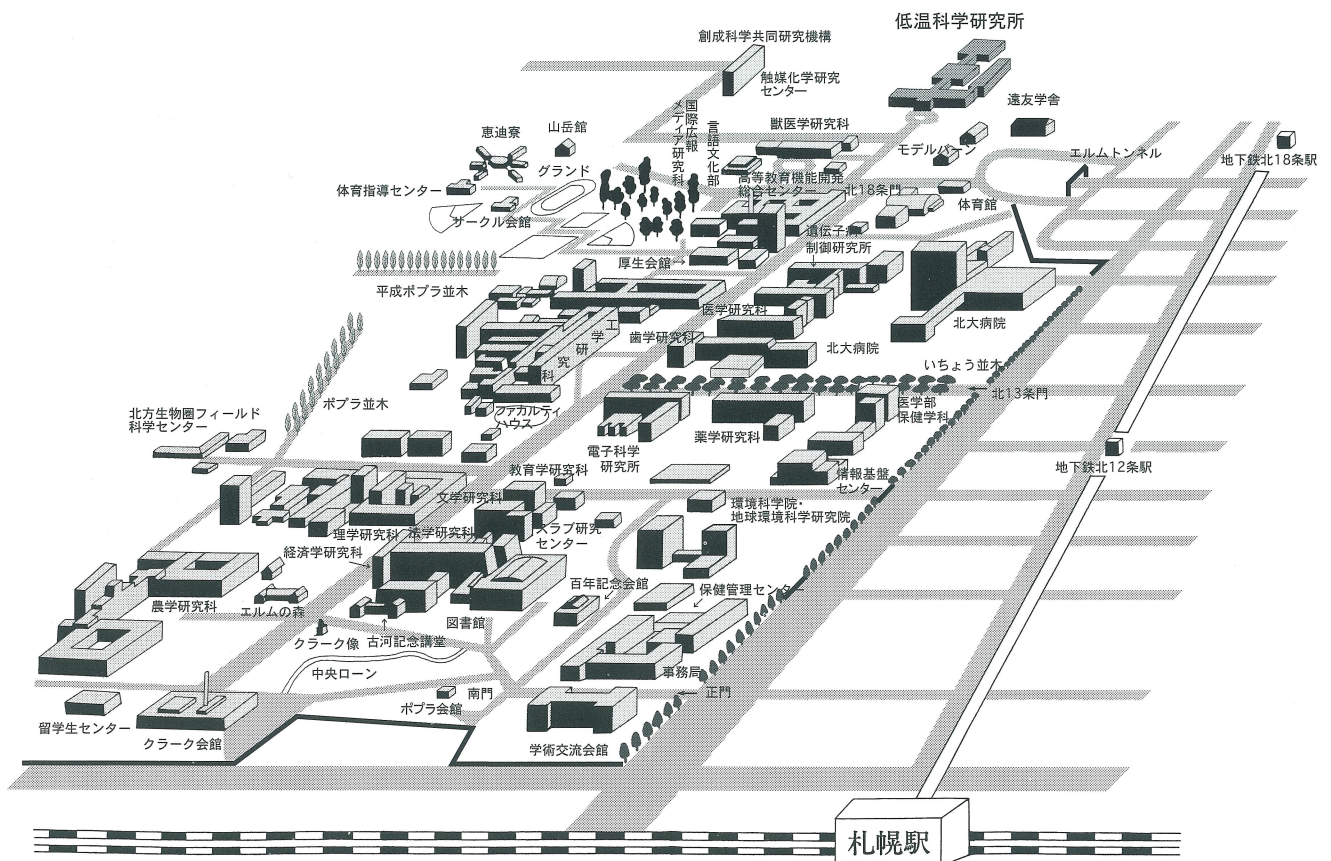 低温科学研究所
創成科学共同研究機構
触媒化学研究
センター
国際広報
メディア研究科
言語文化部
遠友学舎
獣医学研究科
恵迪寮
山岳館
モデルバーン
エルムトンネル
地下鉄北18条駅
グランド
体育指導センター
高等教育機能開発
総合センター
北18条門
体育館
サークル会館
遺伝子病
制御研究所
厚生会館→
平成ポプラ並木
医学研究科
北大病院
工学研究科
歯学研究科
北大病院
いちょう並木
北13条門
ポプラ並木
北方生物圏フィールド
科学センター
ファカルティ
ハウス
医学部
保健学科
電子科学
研究所
薬学研究科
地下鉄北12条駅
教育学研究科
情報基盤
センター
文学研究科
環境科学院・
地球環境科学研究院
理学研究科
法学研究科
スラブ研究
センター
経済学研究科
百年記念会館
保健管理センター
農学研究科
エルムの森
図書館
クラーク像
古河記念講堂
中央ローン
事務局
南門
正門
ポプラ会館
留学生センター
クラーク会館
学術交流会館
札幌駅